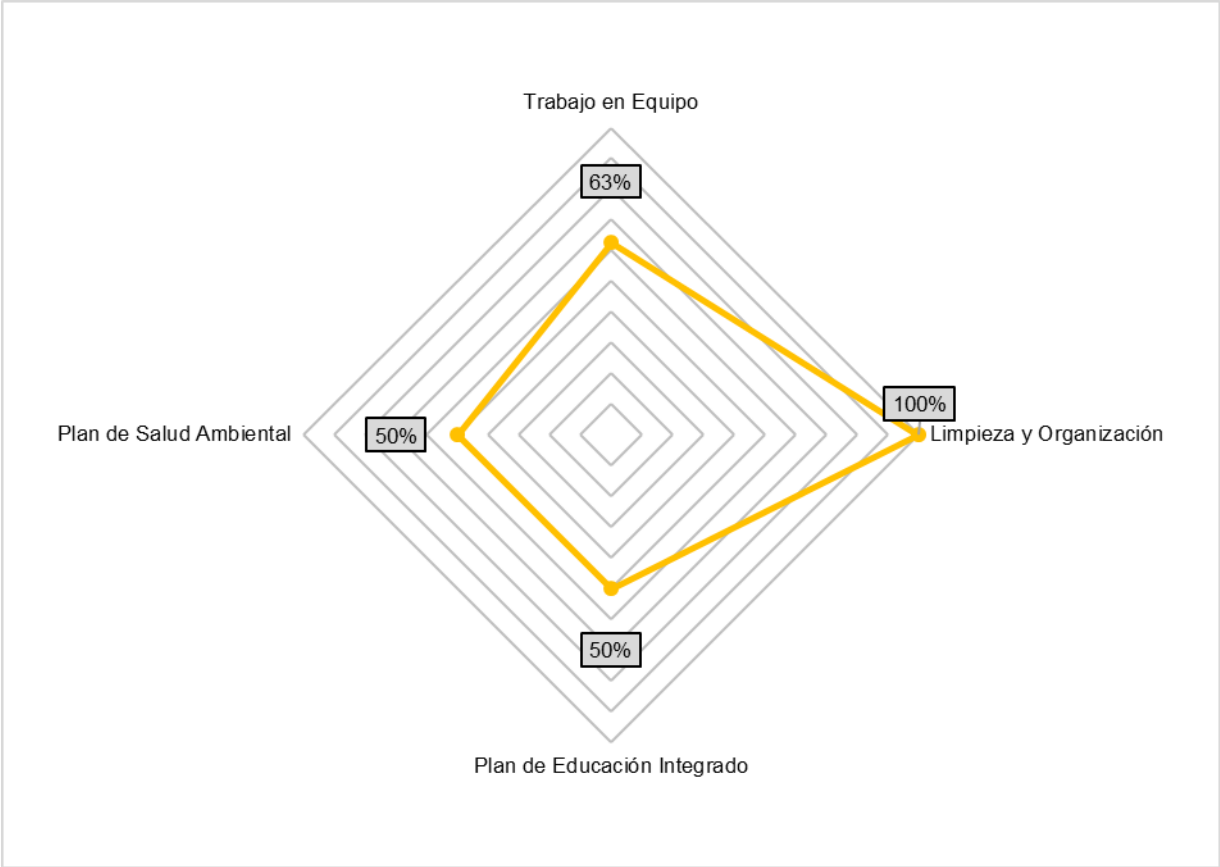 Trabajo en Equipo
63%
100%
Plan de Salud Ambiental
50%
Limpieza y Organización
50%
Plan de Educación Integrado